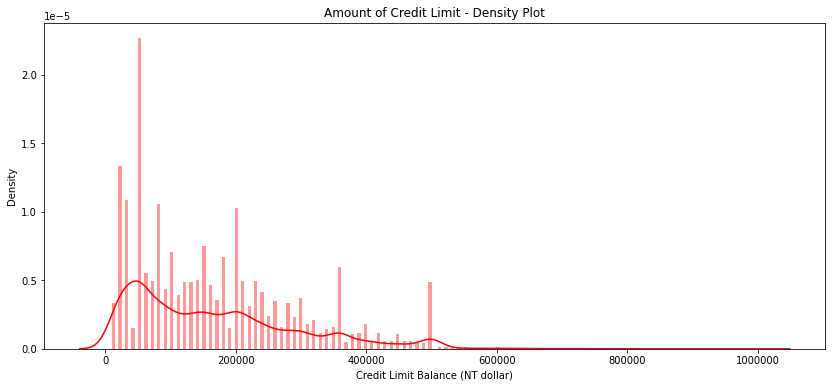 Amount of Credit Limit - Density Plot
1e−5
2.0
1.5
1.0
0.5
0.0
Density
0 200000 400000 600000 800000 1000000
Credit Limit Balance (NT dollar)